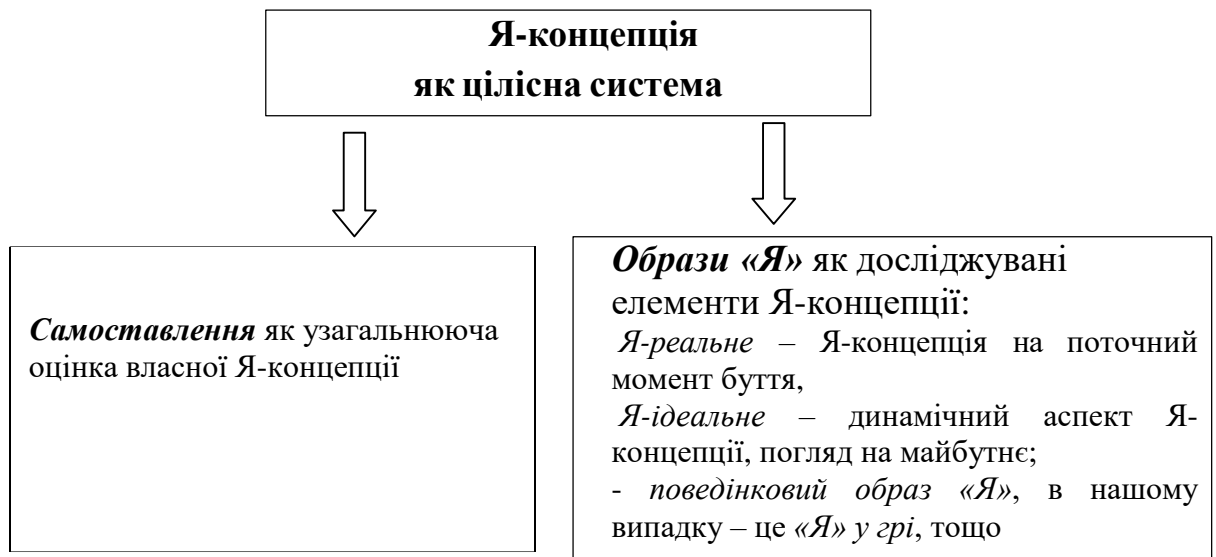 Я-концепція
як цілісна система
Самоставлення як узагальнююча
оцінка власної Я-концепції
Образи «Я» як досліджувані
елементи Я-концепції:
Я-реальне – Я-концепція на поточний
момент буття,
Я-ідеальне – динамічний аспект Я-
концепції, погляд на майбутнє;
- поведінковий образ «Я», в нашому
випадку – це «Я» у грі, тощо